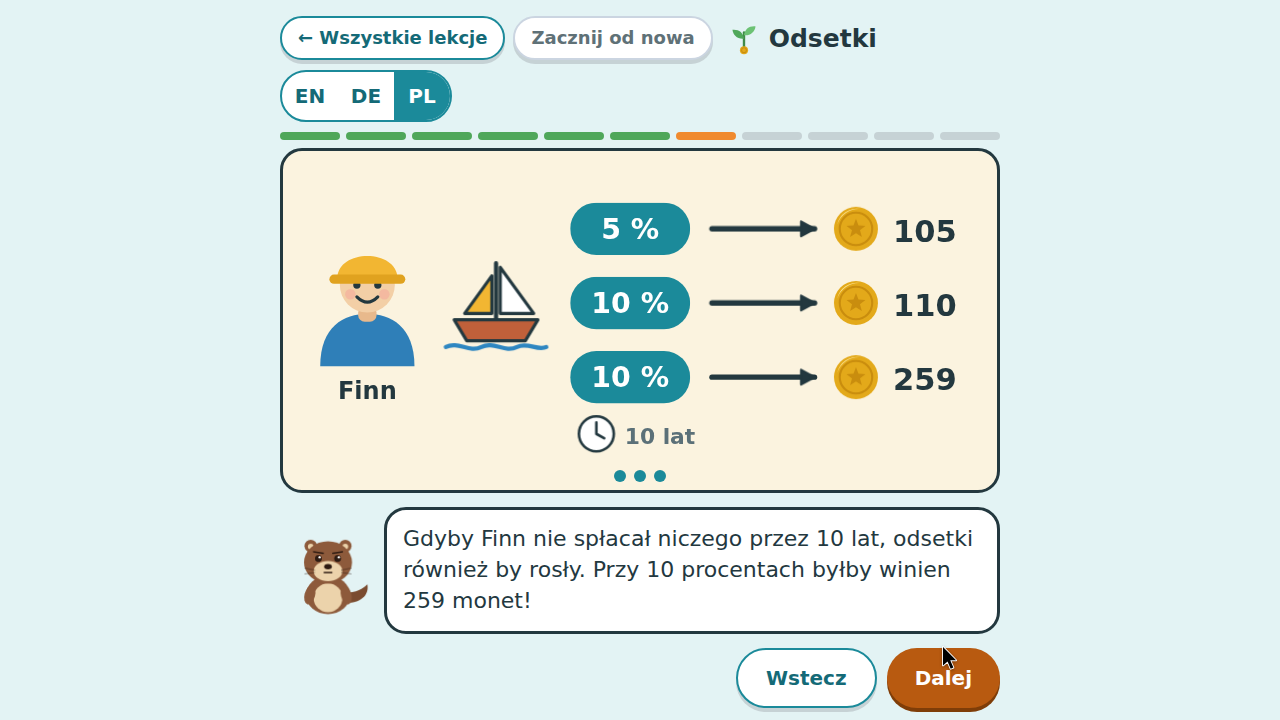 ← Wszystkie lekcje
Zacznij od nowa
Odsetki
EN DE PL
5 % 105
10 % 110
10 % 259
10 lat
Finn
Gdyby Finn nie spłacał niczego przez 10 lat, odsetki
również by rosły. Przy 10 procentach byłby winien
259 monet!
Wstecz
Dalej